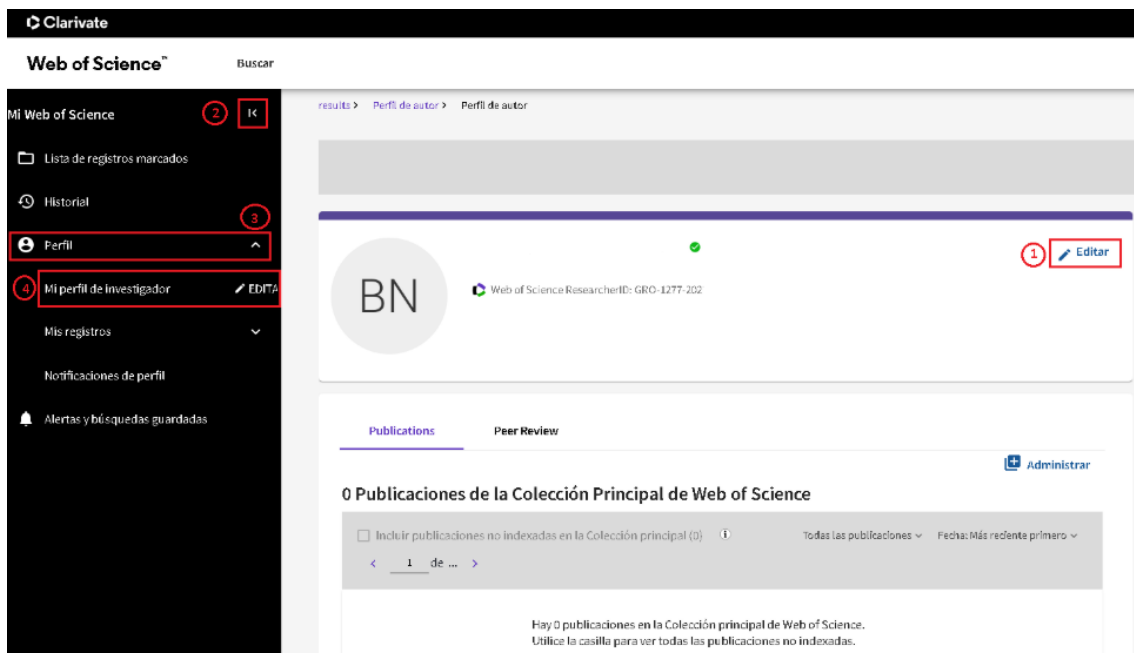 Clarivate
Web of Science™ Buscar
Mi Web of Science 2
results > Perfil de autor > Perfil de autor
Lista de registros marcados
Historial
3
Perfil
1 Editar
BN
Web of Science ResearcherID: GRO-1277-202
4 Mi perfil de investigador EDITA
Mis registros
Notificaciones de perfil
Alertas y búsquedas guardadas
Publications Peer Review
Administrar
0 Publicaciones de la Colección Principal de Web of Science
Incluir publicaciones no indexadas en la Colección principal (0) i Todas las publicaciones Fecha: Más reciente primero
< 1 de ... >
Hay 0 publicaciones en la Colección principal de Web of Science.
Utilice la casilla para ver todas las publicaciones no indexadas.